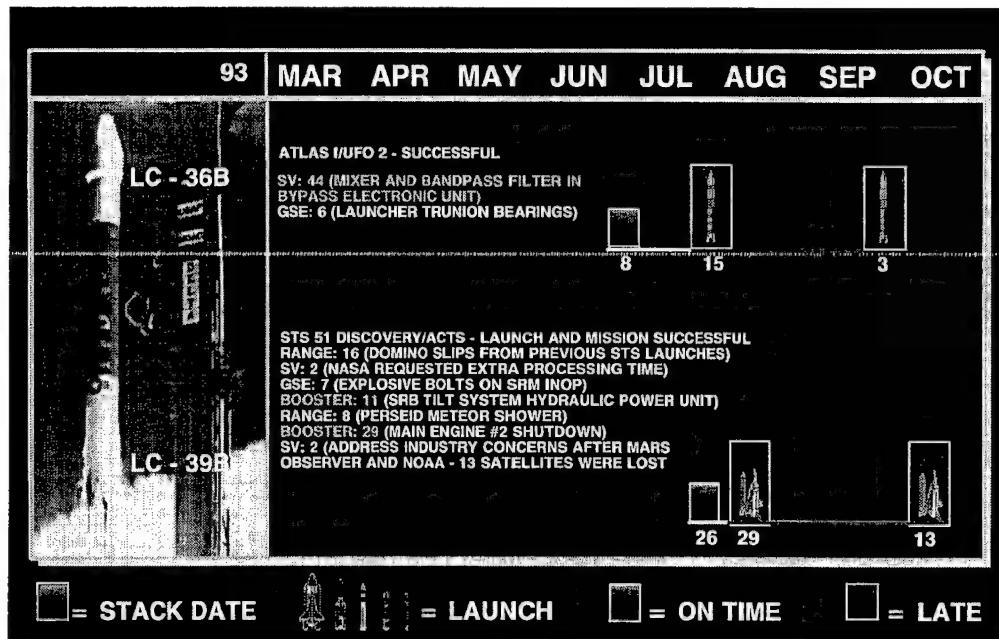 93 MAR APR MAY JUN JUL AUG SEP OCT
LC - 36B
ATLAS I/UFO 2 - SUCCESSFUL
SV: 44 (MIXER AND BANDPASS FILTER IN
BYPASS ELECTRONIC UNIT)
GSE: 6 (LAUNCHER TRUNION BEARINGS)
8 15 3
STS 51 DISCOVERY/ACTS - LAUNCH AND MISSION SUCCESSFUL
RANGE: 16 (DOMINO SLIPS FROM PREVIOUS STS LAUNCHES)
SV: 2 (NASA REQUESTED EXTRA PROCESSING TIME)
GSE: 7 (EXPLOSIVE BOLTS ON SRM INOP)
BOOSTER: 11 (SRB TILT SYSTEM HYDRAULIC POWER UNIT)
RANGE: 8 (PERSEID METEOR SHOWER)
BOOSTER: 29 (MAIN ENGINE #2 SHUTDOWN)
SV: 2 (ADDRESS INDUSTRY CONCERNS AFTER MARS
OBSERVER AND NOAA - 13 SATELLITES WERE LOST
LC - 39B
26 29 13
= STACK DATE = LAUNCH = ON TIME = LATE